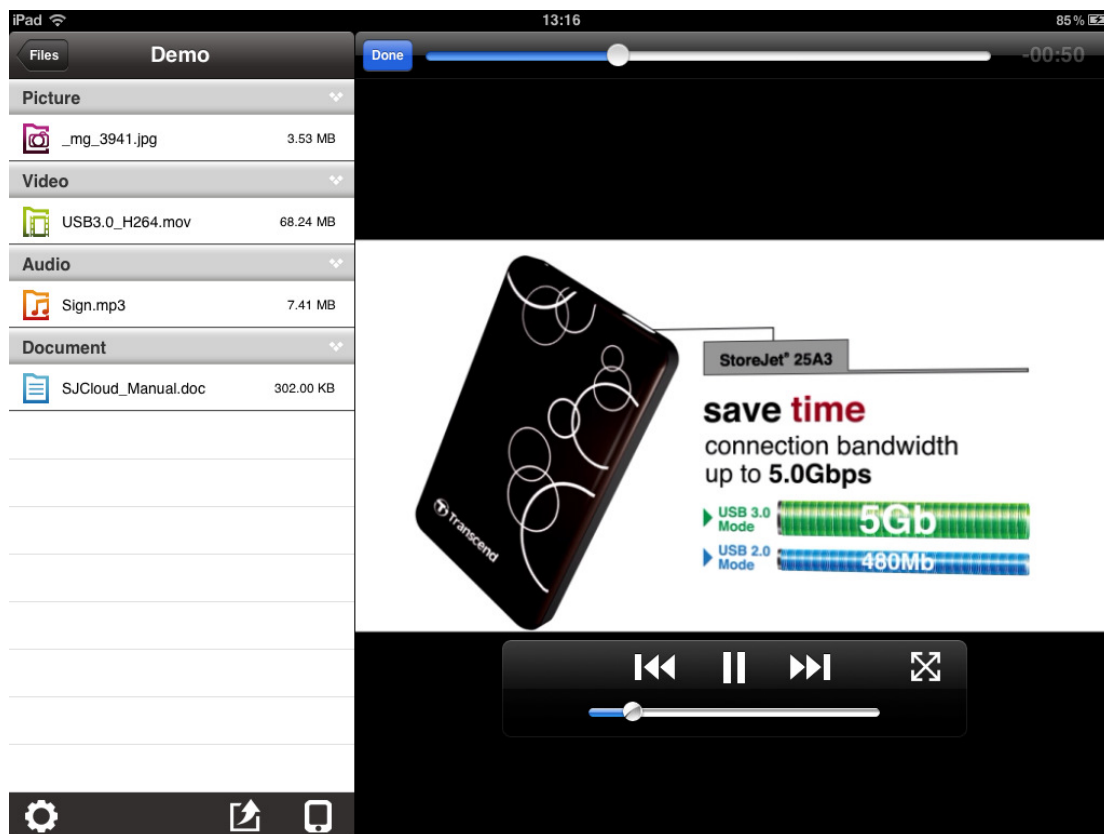 iPad 13:16 85%
Files Demo
Picture
_mg_3941.jpg 3.53 MB
Video
USB3.0_H264.mov 68.24 MB
Audio
Sign.mp3 7.41 MB
Document
SJCloud_Manual.doc 302.00 KB
Done -00:50
StoreJet® 25A3
save time
connection bandwidth
up to 5.0Gbps
USB 3.0
Mode
5Gb
USB 2.0
Mode
480Mb
Transcend